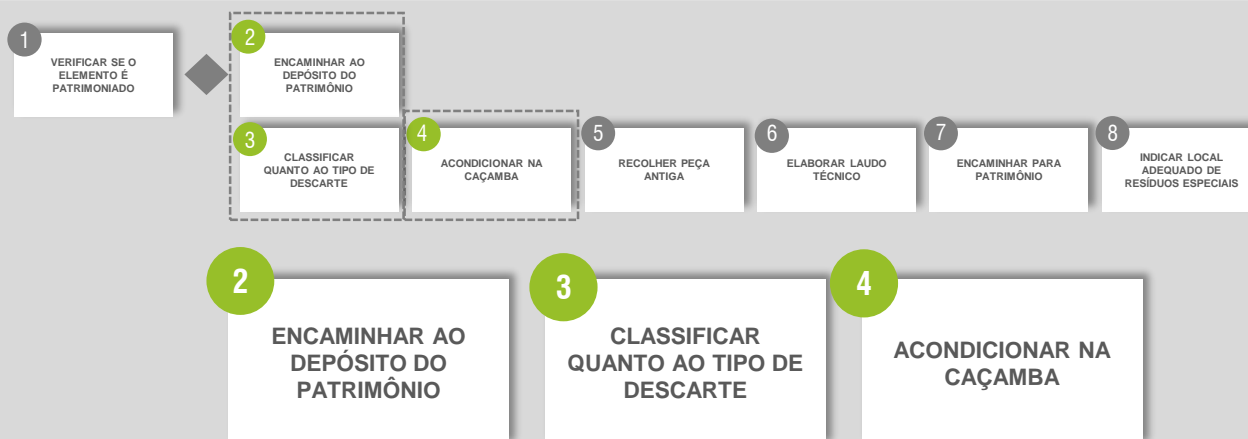 1
VERIFICAR SE O
ELEMENTO É
PATRIMONIADO
2
ENCAMINHAR AO
DEPÓSITO DO
PATRIMÔNIO
3
CLASSIFICAR
QUANTO AO TIPO DE
DESCARTE
4
ACONDICIONAR NA
CAÇAMBA
5
RECOLHER PEÇA
ANTIGA
6
ELABORAR LAUDO
TÉCNICO
7
ENCAMINHAR PARA
PATRIMÔNIO
8
INDICAR LOCAL
ADEQUADO DE
RESÍDUOS ESPECIAIS
2
ENCAMINHAR AO
DEPÓSITO DO
PATRIMÔNIO
3
CLASSIFICAR
QUANTO AO TIPO DE
DESCARTE
4
ACONDICIONAR NA
CAÇAMBA